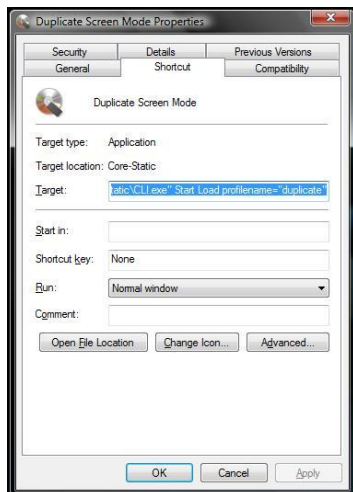 Duplicate Screen Mode Properties
Security Details Previous Versions
General Shortcut Compatibility
Duplicate Screen Mode
Target type: Application
Target location: Core-Static
Target: tatic\CLI.exe" Start Load profilename="duplicate"
Start in:
Shortcut key: None
Run: Normal window
Comment:
Open File Location Change Icon... Advanced...
OK Cancel Apply